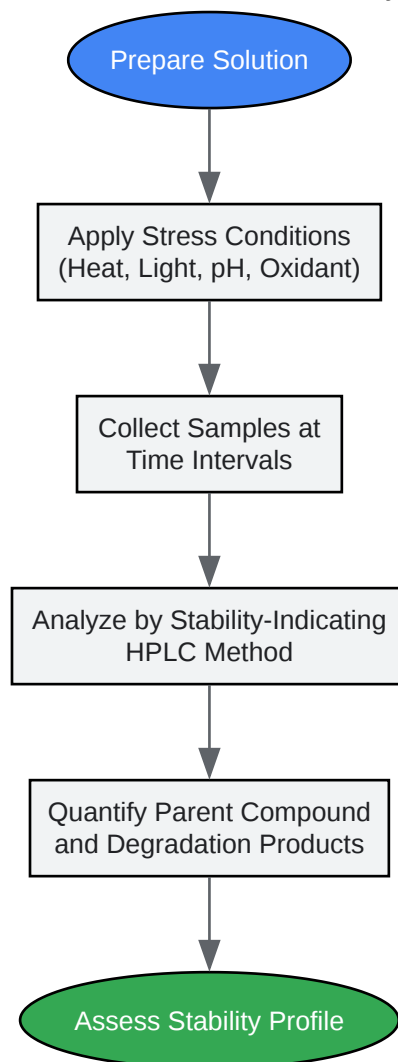 Prepare Solution
Apply Stress Conditions
(Heat, Light, pH, Oxidant)
Collect Samples at
Time Intervals
Analyze by Stability-Indicating
HPLC Method
Quantify Parent Compound
and Degradation Products
Assess Stability Profile